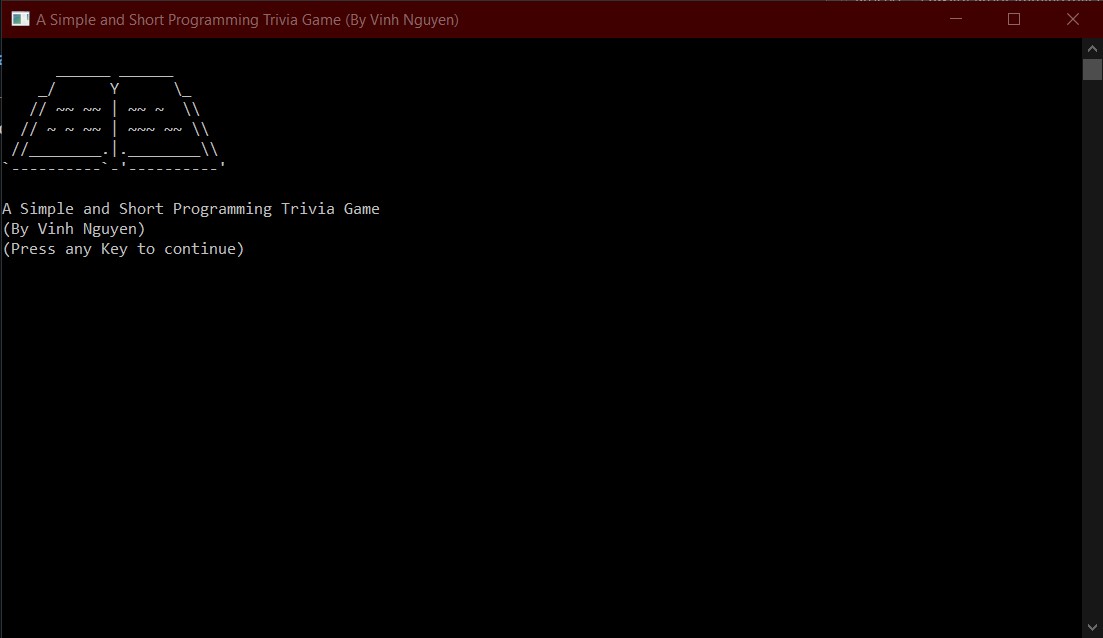 A Simple and Short Programming Trivia Game (By Vinh Nguyen)
      ______ ______
    _/      Y      \_
   // ~~ ~~ | ~~ ~  \\
  // ~ ~ ~~ | ~~~ ~~ \\
 //________.|.________\\
`----------`-'----------'
A Simple and Short Programming Trivia Game
(By Vinh Nguyen)
(Press any Key to continue)